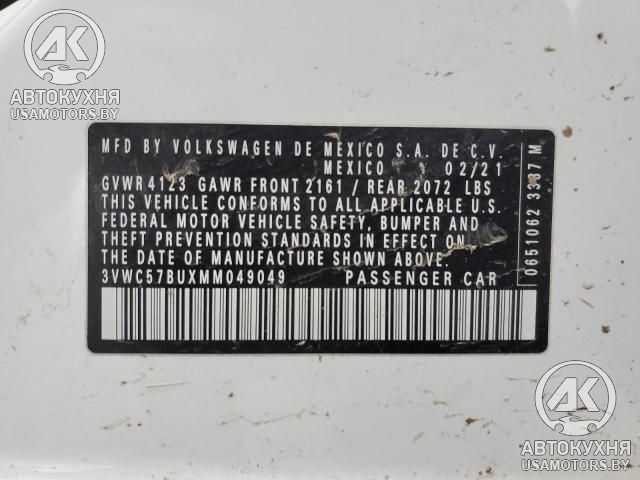 АК
АВТОКУХНЯ
USAMOTORS.BY
MFD BY VOLKSWAGEN DE MEXICO S.A. DE C.V.
MEXICO 1 02/21
GVWR 4123 GAWR FRONT 2161 / REAR 2072 LBS
THIS VEHICLE CONFORMS TO ALL APPLICABLE U.S.
FEDERAL MOTOR VEHICLE SAFETY, BUMPER AND
THEFT PREVENTION STANDARDS IN EFFECT ON
THE DATE OF MANUFACTURE SHOWN ABOVE.
3VWC57BUXMM049049 PASSENGER CAR
0651062 3337 M
АК
АВТОКУХНЯ
USAMOTORS.BY